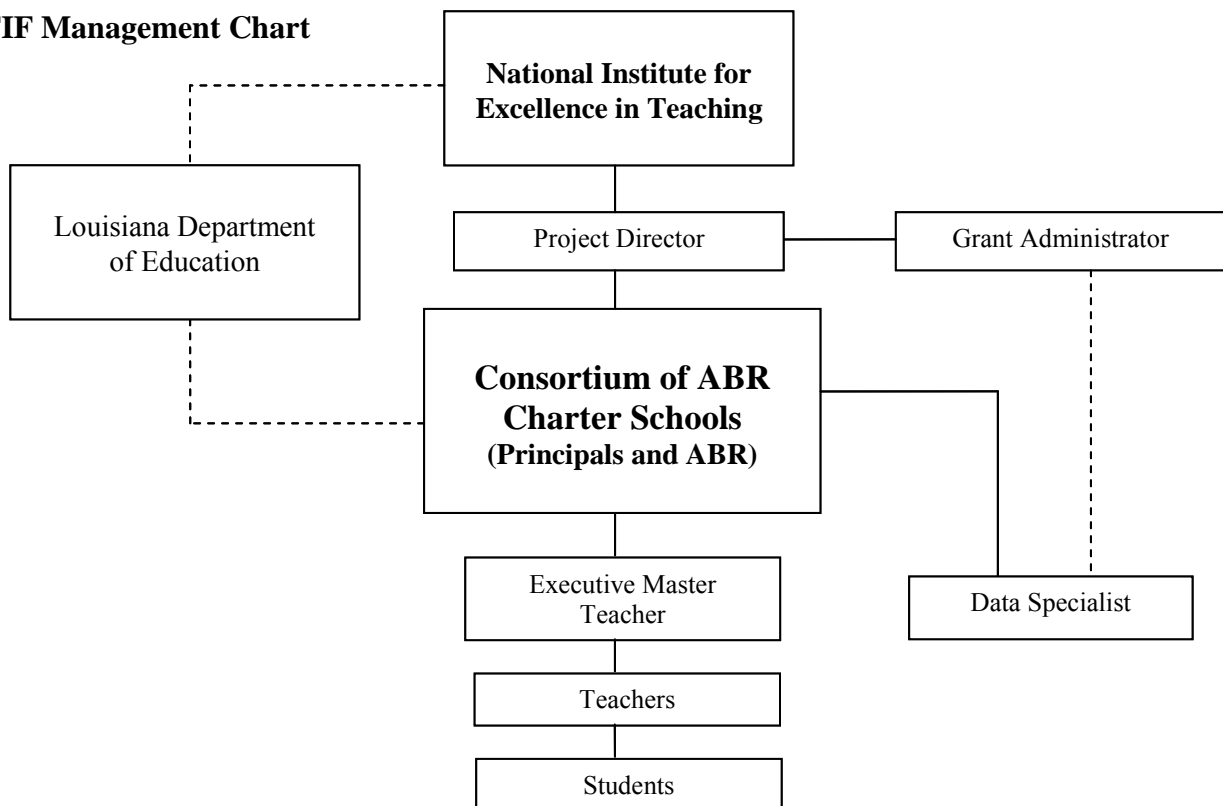 TIF Management Chart
National Institute for
Excellence in Teaching
Louisiana Department
of Education
Project Director
Grant Administrator
Consortium of ABR
Charter Schools
(Principals and ABR)
Executive Master
Teacher
Data Specialist
Teachers
Students